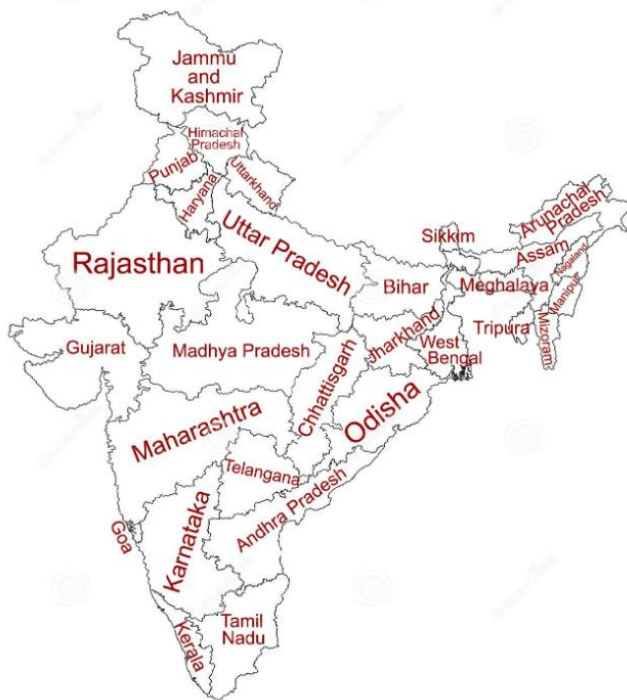 Jammu
and
Kashmir
Himachal
Pradesh
Punjab
Uttarkhand
Haryana
Uttar Pradesh
Rajasthan
Sikkim
Arunachal
Pradesh
Assam
Nagaland
Bihar
Meghalaya
Manipur
Gujarat
Madhya Pradesh
Jharkhand
West
Bengal
Tripura
Mizoram
Chhattisgarh
Maharashtra
Odisha
Telangana
Andhra Pradesh
Karnataka
Goa
Tamil
Nadu
Kerala